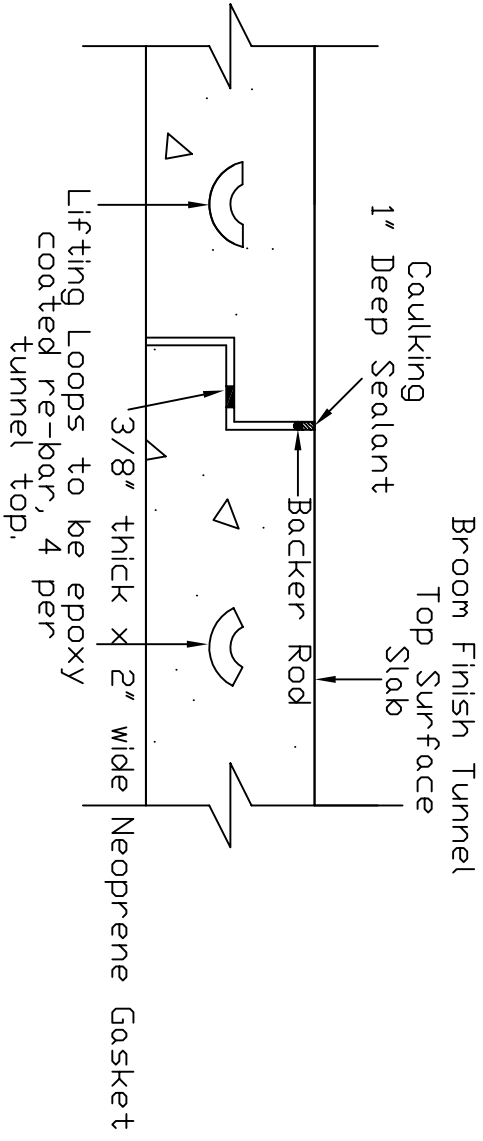 Broom Finish Tunnel
Top Surface
Slab
Caulking
1" Deep Sealant
Backer Rod
3/8" thick x 2" wide Neoprene Gasket
Lifting Loops to be epoxy
coated re-bar, 4 per
tunnel top.